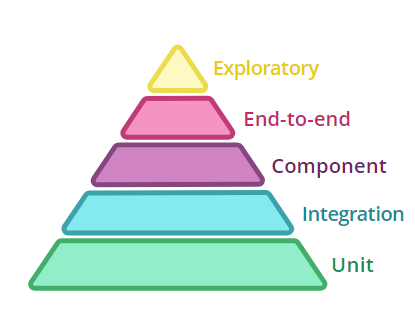 Exploratory
End-to-end
Component
Integration
Unit